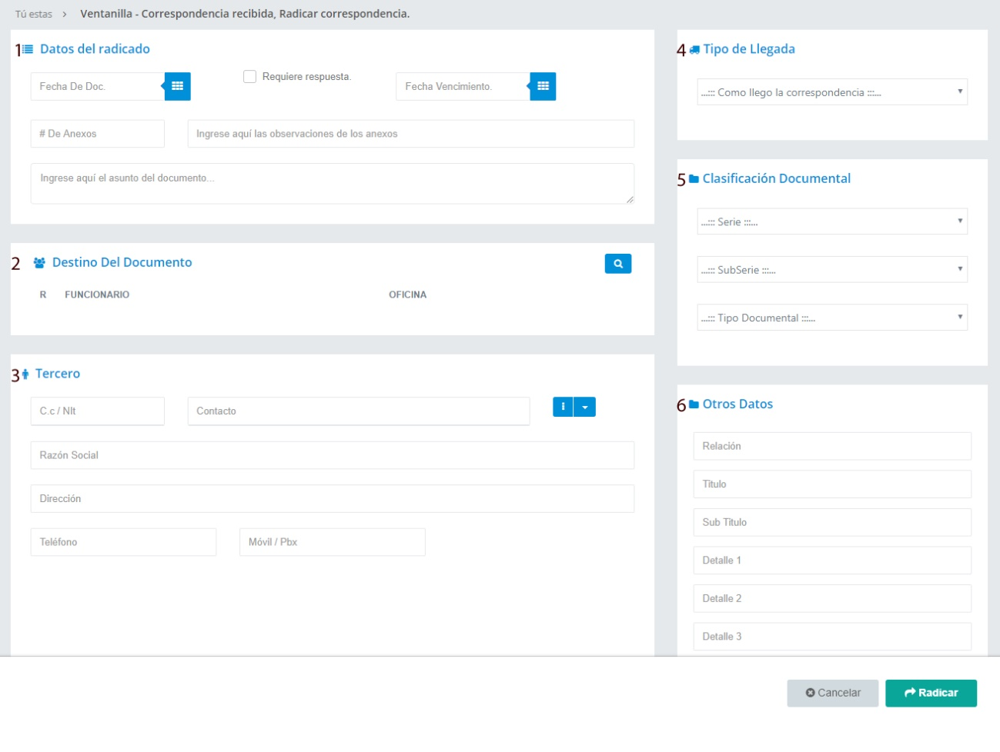 Tú estas > Ventanilla - Correspondencia recibida, Radicar correspondencia.
1 Datos del radicado
Fecha De Doc.
Requiere respuesta.
Fecha Vencimiento.
# De Anexos
Ingrese aquí las observaciones de los anexos
Ingrese aquí el asunto del documento...
2 Destino Del Documento
R FUNCIONARIO OFICINA
3 Tercero
C.c / NIt
Contacto
Razón Social
Dirección
Teléfono
Móvil / Pbx
4 Tipo de Llegada
...::: Como llego la correspondencia :::...
5 Clasificación Documental
...::: Serie :::...
...::: SubSerie :::...
...::: Tipo Documental :::...
6 Otros Datos
Relación
Titulo
Sub Titulo
Detalle 1
Detalle 2
Detalle 3
Cancelar
Radicar